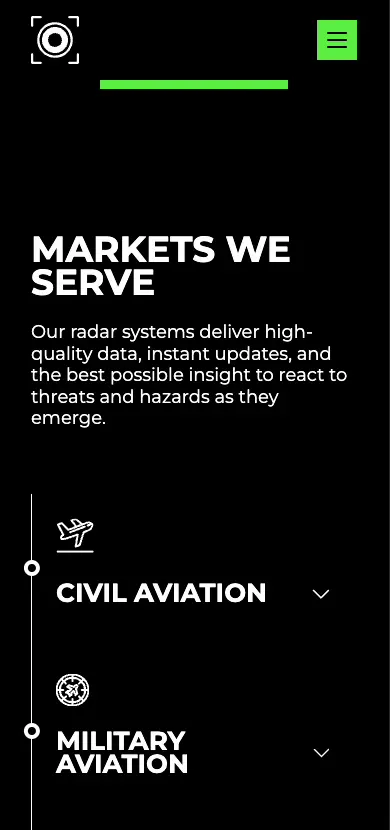 MARKETS WE
SERVE
Our radar systems deliver high-
quality data, instant updates, and
the best possible insight to react to
threats and hazards as they
emerge.
CIVIL AVIATION
MILITARY
AVIATION